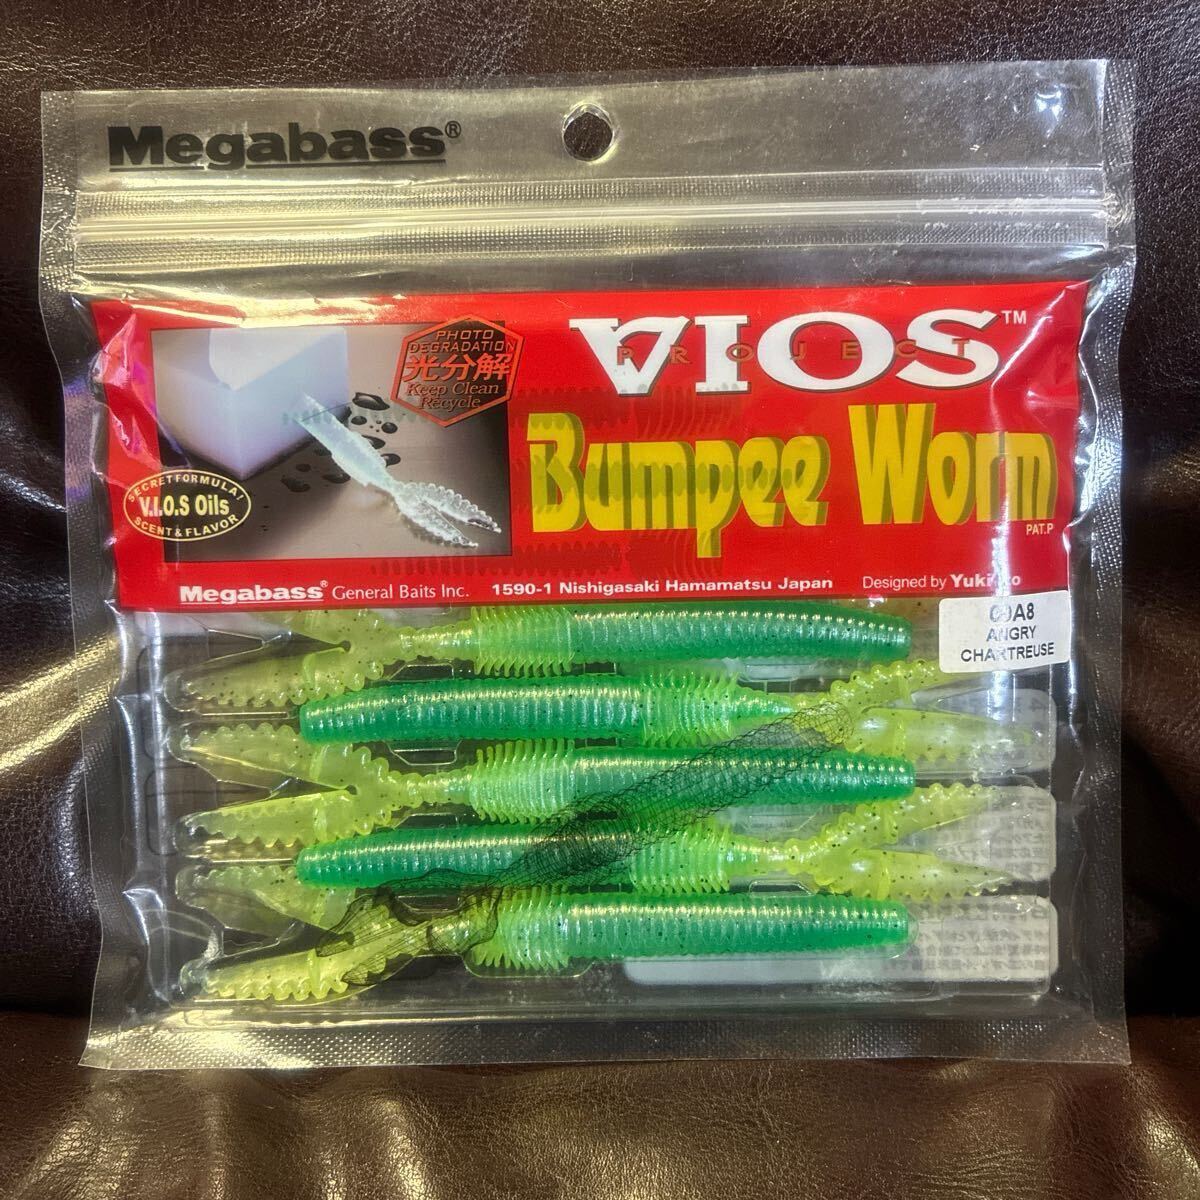 Megabass®
VIOS™
PROJECT
Bumpee Worm
PAT.P
PHOTO
DEGRADATION
光分解
Keep Clean
Recycle
SECRET FORMULA!
V.I.O.S Oils
SCENT & FLAVOR
Megabass® General Baits Inc. 1590-1 Nishigasaki Hamamatsu Japan Designed by
ANGRY
CHARTREUSE